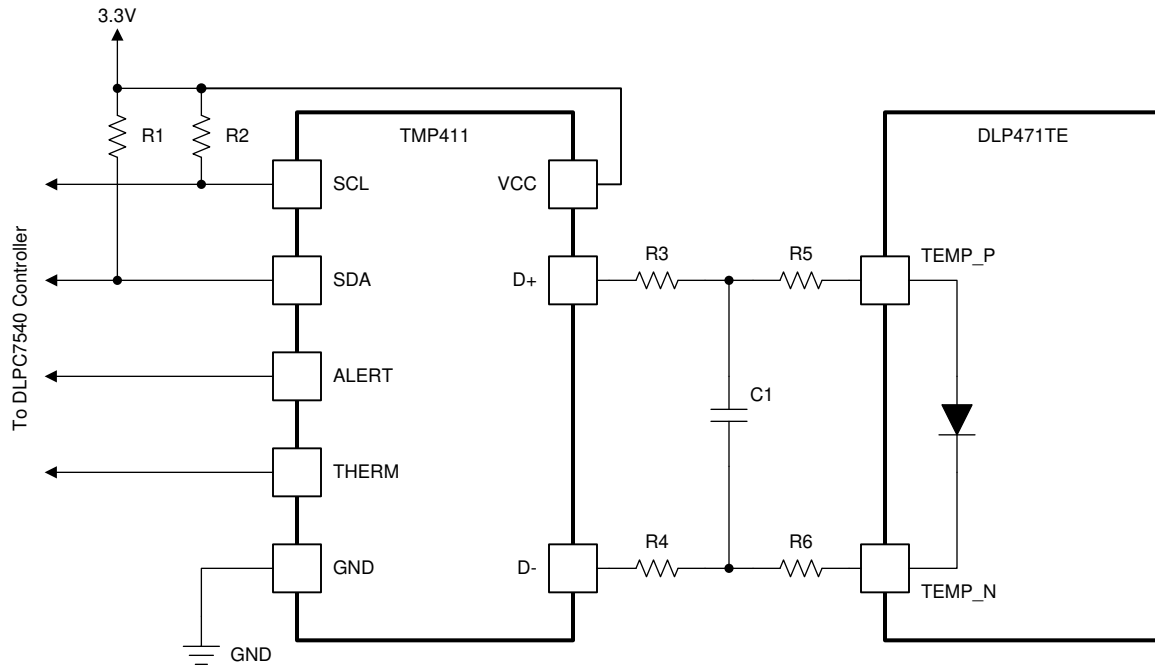 3.3V
R1
R2
TMP411
DLP471TE
SCL
VCC
SDA
D+
R3
R5
TEMP_P
ALERT
C1
THERM
GND
D-
R4
R6
TEMP_N
GND
To DLPC7540 Controller